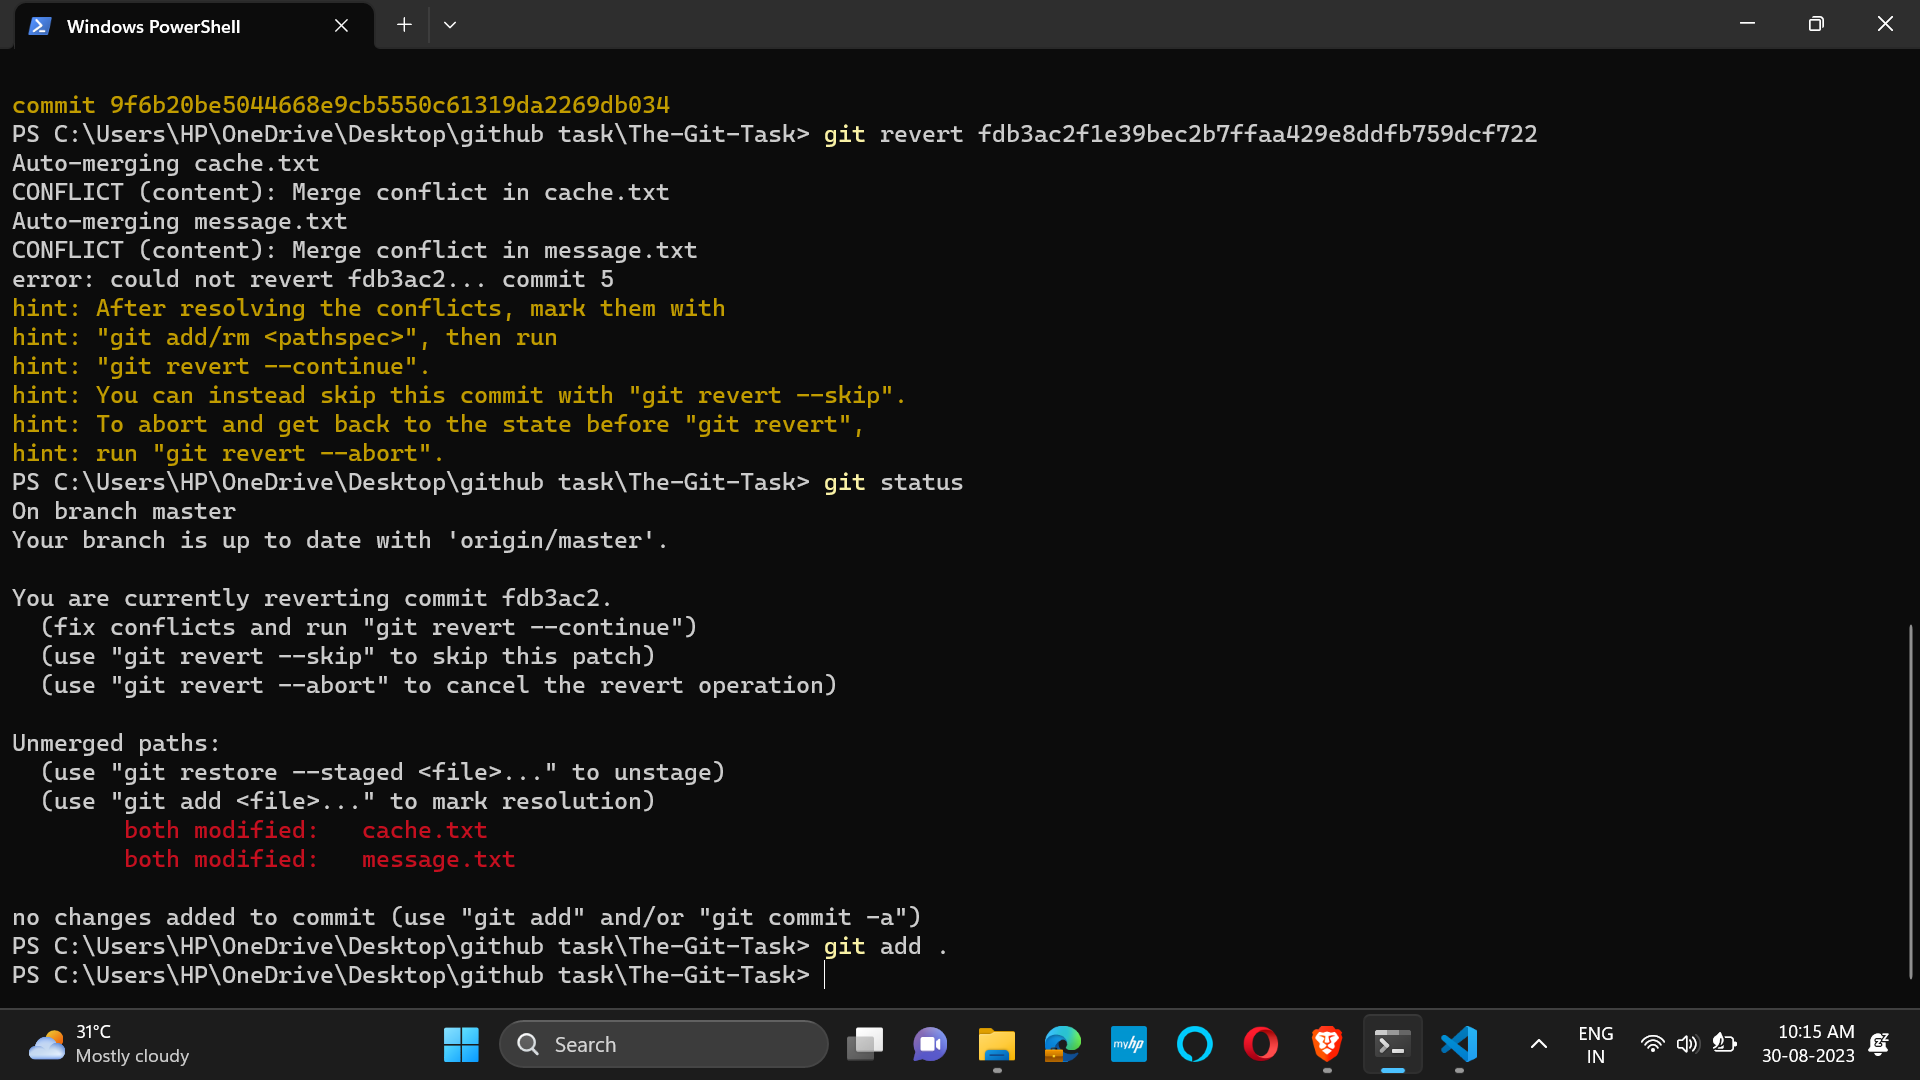 Windows PowerShell
commit 9f6b20be5044668e9cb5550c61319da2269db034
PS C:\Users\HP\OneDrive\Desktop\github task\The-Git-Task> git revert fdb3ac2f1e39bec2b7ffaa429e8ddfb759dcf722
Auto-merging cache.txt
CONFLICT (content): Merge conflict in cache.txt
Auto-merging message.txt
CONFLICT (content): Merge conflict in message.txt
error: could not revert fdb3ac2... commit 5
hint: After resolving the conflicts, mark them with
hint: "git add/rm <pathspec>", then run
hint: "git revert --continue".
hint: You can instead skip this commit with "git revert --skip".
hint: To abort and get back to the state before "git revert",
hint: run "git revert --abort".
PS C:\Users\HP\OneDrive\Desktop\github task\The-Git-Task> git status
On branch master
Your branch is up to date with 'origin/master'.
You are currently reverting commit fdb3ac2.
  (fix conflicts and run "git revert --continue")
  (use "git revert --skip" to skip this patch)
  (use "git revert --abort" to cancel the revert operation)
Unmerged paths:
  (use "git restore --staged <file>..." to unstage)
  (use "git add <file>..." to mark resolution)
        both modified:   cache.txt
        both modified:   message.txt
no changes added to commit (use "git add" and/or "git commit -a")
PS C:\Users\HP\OneDrive\Desktop\github task\The-Git-Task> git add .
PS C:\Users\HP\OneDrive\Desktop\github task\The-Git-Task>
31°C
Mostly cloudy
Search
myhp
ENG
IN
10:15 AM
30-08-2023